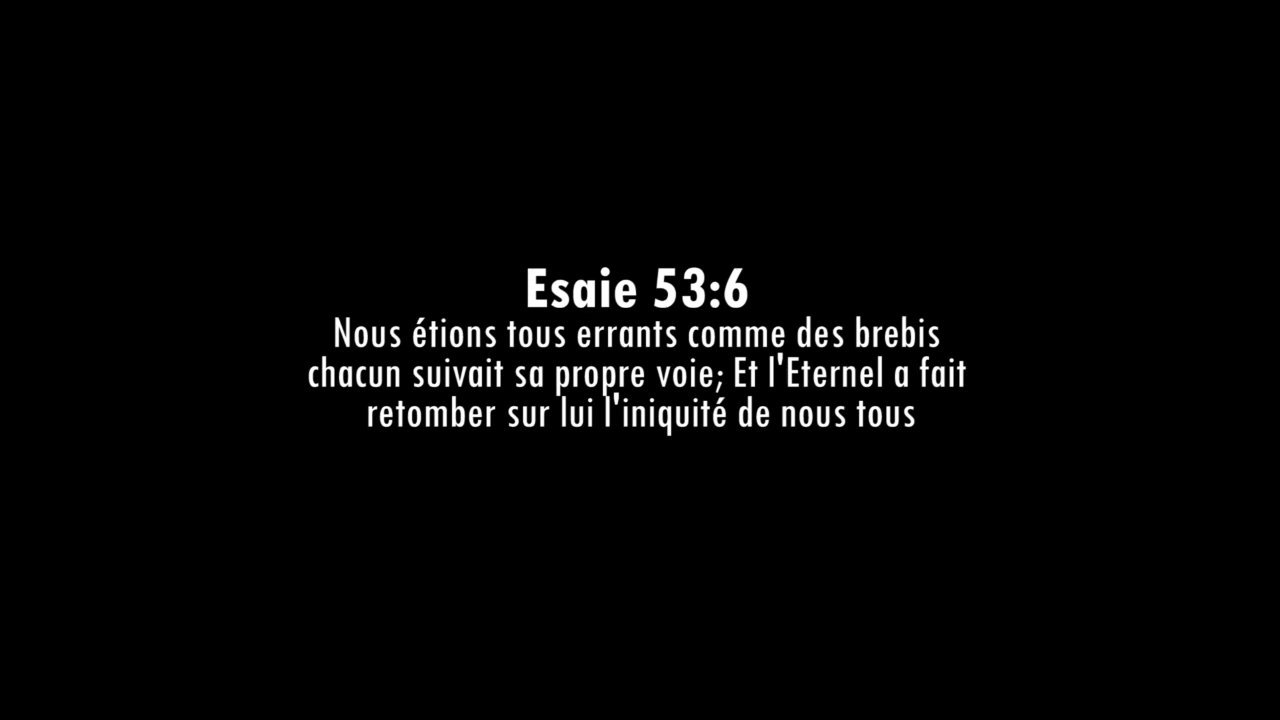 Esaie 53:6
Nous étions tous errants comme des brebis
chacun suivait sa propre voie; Et l'Eternel a fait
retomber sur lui l'iniquité de nous tous